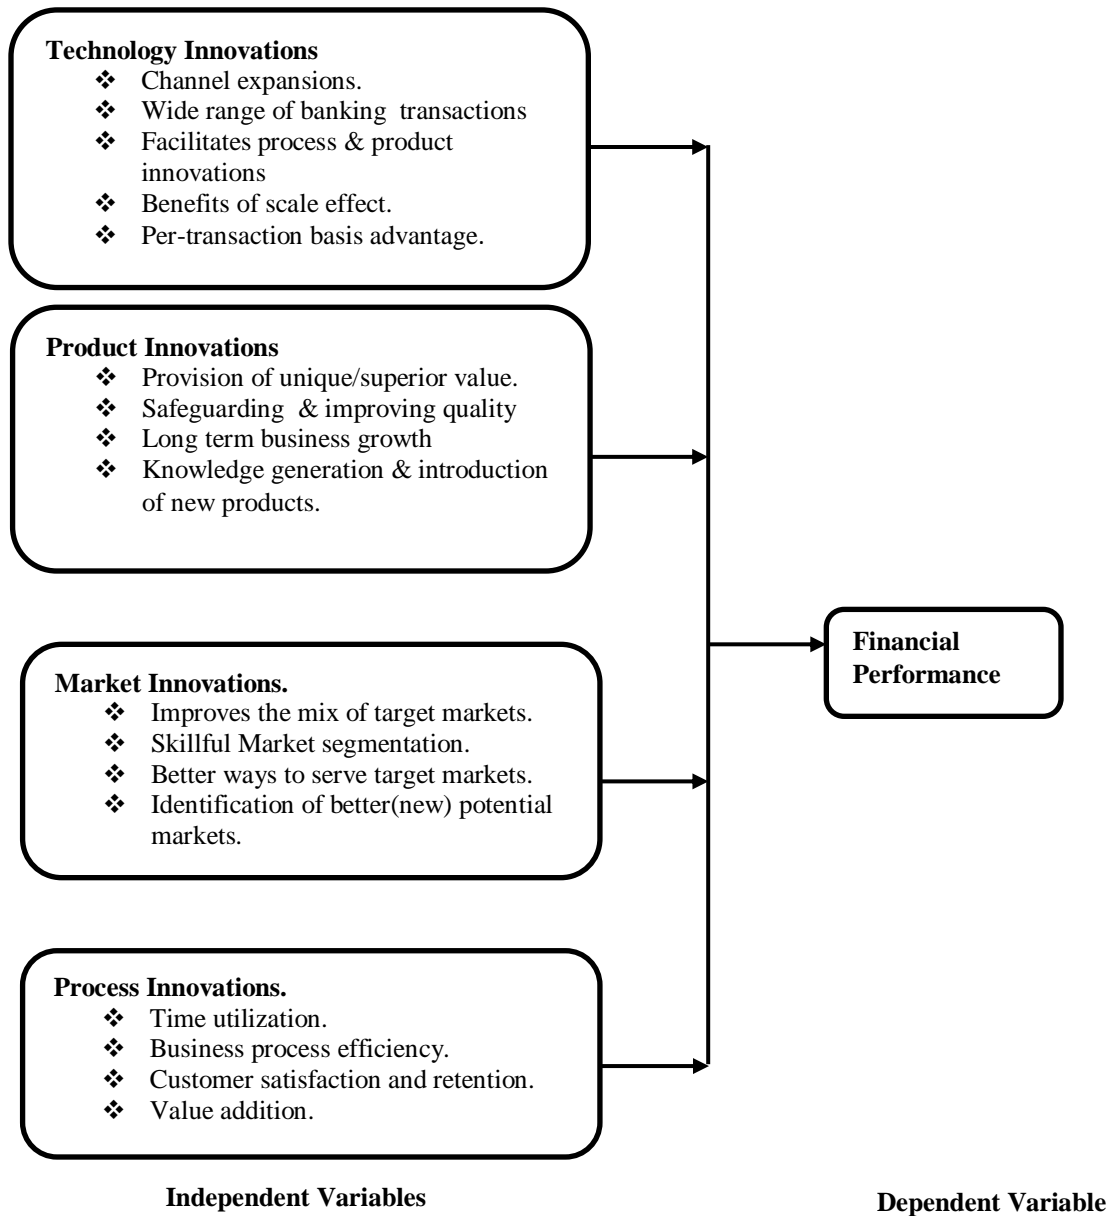 Technology Innovations
❖ Channel expansions.
❖ Wide range of banking transactions
❖ Facilitates process & product
innovations
❖ Benefits of scale effect.
❖ Per-transaction basis advantage.
Product Innovations
❖ Provision of unique/superior value.
❖ Safeguarding & improving quality
❖ Long term business growth
❖ Knowledge generation & introduction
of new products.
Market Innovations.
❖ Improves the mix of target markets.
❖ Skillful Market segmentation.
❖ Better ways to serve target markets.
❖ Identification of better(new) potential
markets.
Process Innovations.
❖ Time utilization.
❖ Business process efficiency.
❖ Customer satisfaction and retention.
❖ Value addition.
Independent Variables
Financial
Performance
Dependent Variable